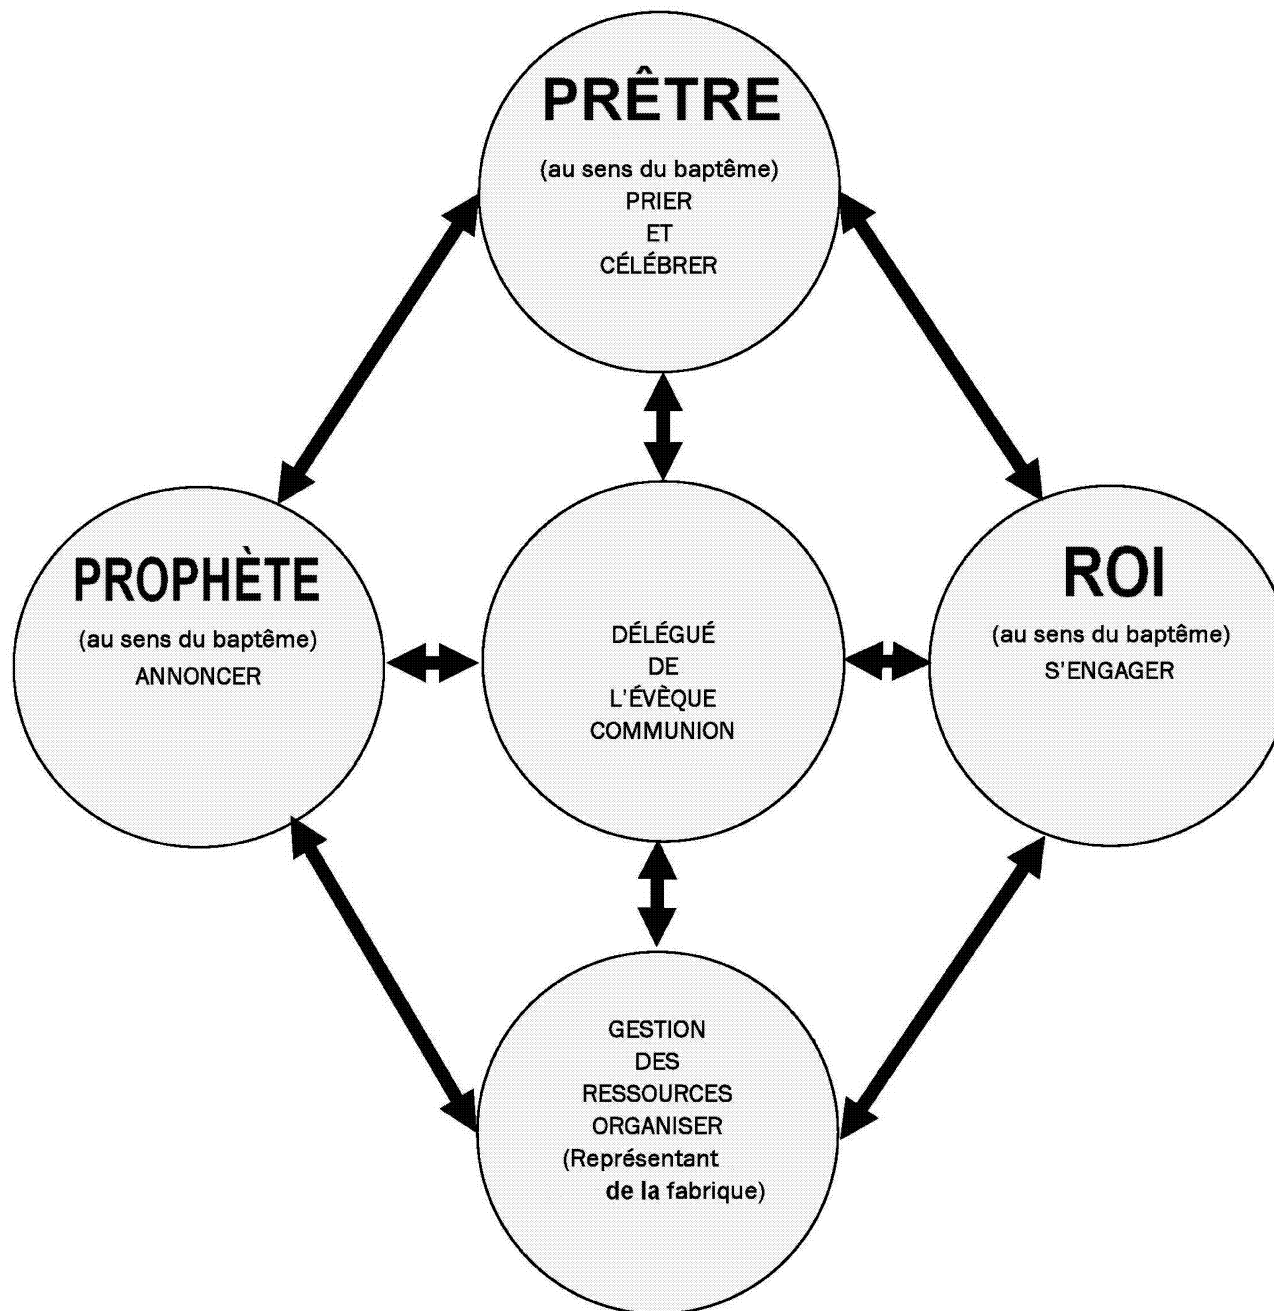 PRÊTRE
(au sens du baptême)
PRIER
ET
CÉLÉBRER
PROPHÈTE
(au sens du baptême)
ANNONCER
DÉLÉGUÉ
DE
L'ÉVÈQUE
COMMUNION
ROI
(au sens du baptême)
S'ENGAGER
GESTION
DES
RESSOURCES
ORGANISER
(Représentant
de la fabrique)